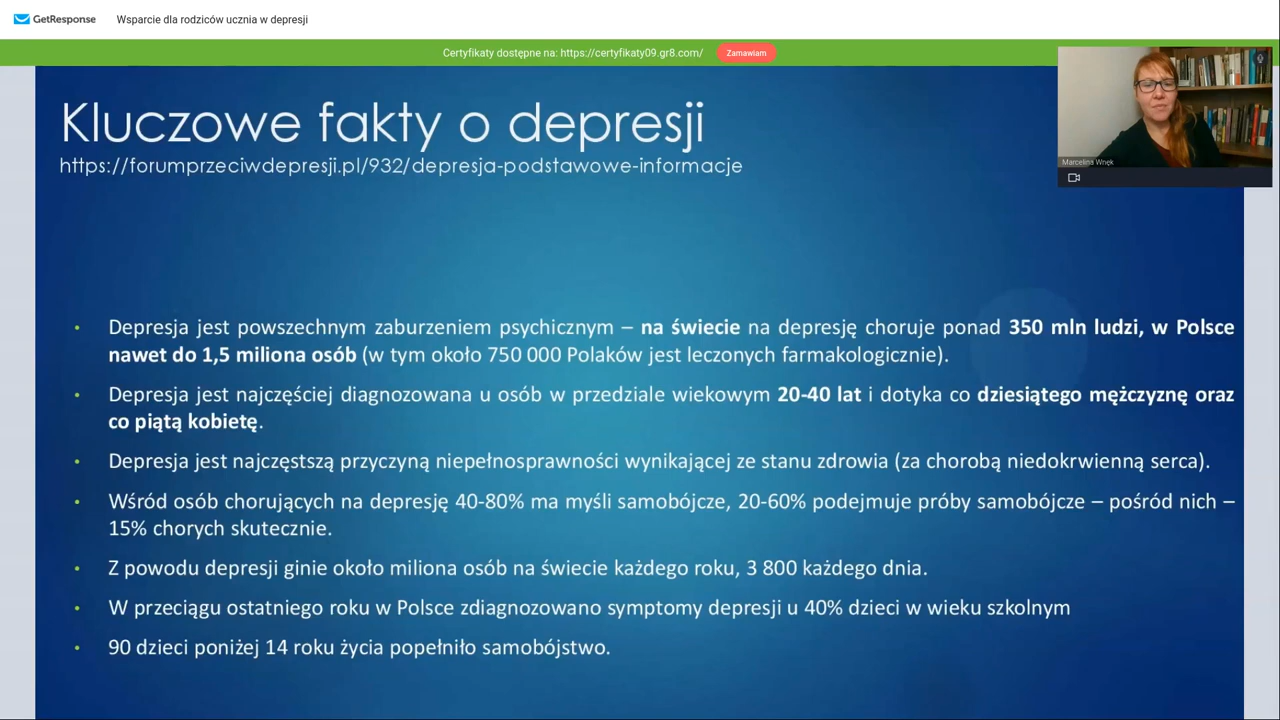 GetResponse Wsparcie dla rodziców ucznia w depresji
Certyfikaty dostępne na: https://certyfikaty09.gr8.com/ Zamawiam
Kluczowe fakty o depresji
https://forumprzeciwdepresji.pl/932/depresja-podstawowe-informacje
Marcelina Wnęk
• Depresja jest powszechnym zaburzeniem psychicznym – na świecie na depresję choruje ponad 350 mln ludzi, w Polsce
nawet do 1,5 miliona osób (w tym około 750 000 Polaków jest leczonych farmakologicznie).
• Depresja jest najczęściej diagnozowana u osób w przedziale wiekowym 20-40 lat i dotyka co dziesiątego mężczyznę oraz
co piątą kobietę.
• Depresja jest najczęstszą przyczyną niepełnosprawności wynikającej ze stanu zdrowia (za chorobą niedokrwienną serca).
• Wśród osób chorujących na depresję 40-80% ma myśli samobójcze, 20-60% podejmuje próby samobójcze – pośród nich –
15% chorych skutecznie.
• Z powodu depresji ginie około miliona osób na świecie każdego roku, 3 800 każdego dnia.
• W przeciągu ostatniego roku w Polsce zdiagnozowano symptomy depresji u 40% dzieci w wieku szkolnym
• 90 dzieci poniżej 14 roku życia popełniło samobójstwo.